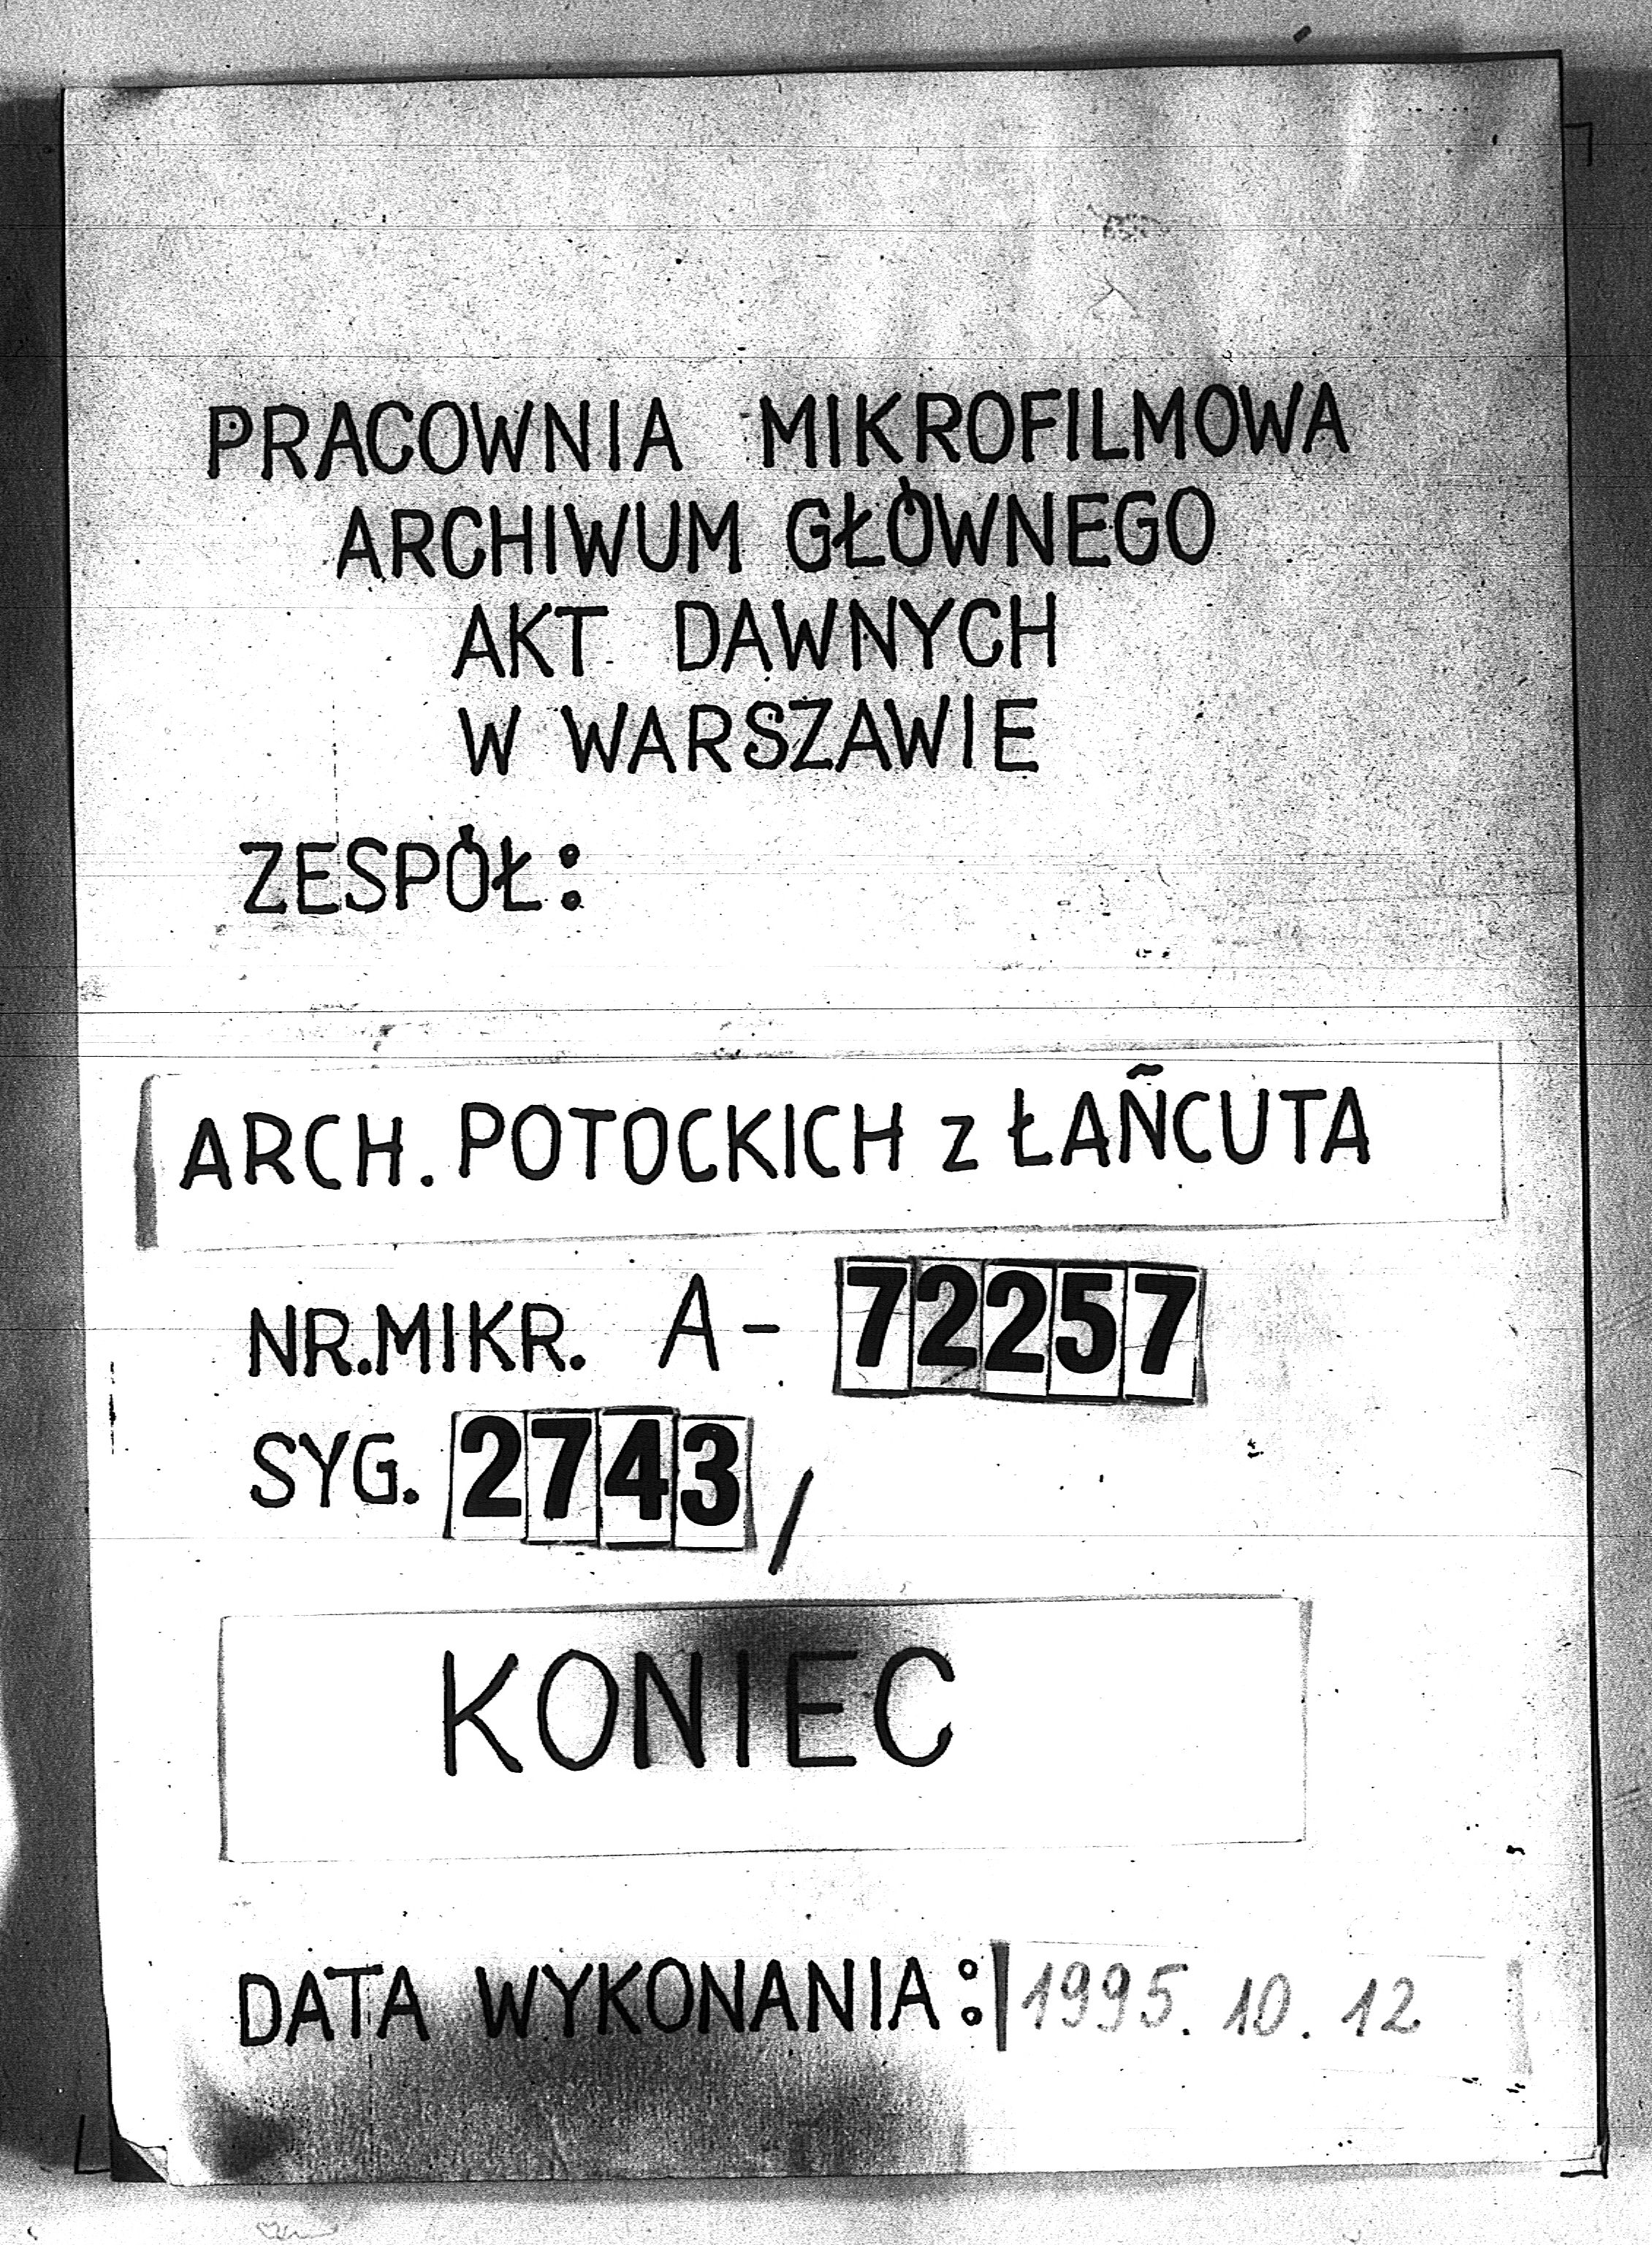 PRACOWNIA MIKROFILMOWA
ARCHIWUM GŁÓWNEGO
AKT DAWNYCH
W WARSZAWIE
ZESPÓŁ:
ARCH. POTOCKICH z ŁAŃCUTA
NR.MIKR. A- 72257
SYG. 2743/
KONIEC
DATA WYKONANIA: 1995.10.12